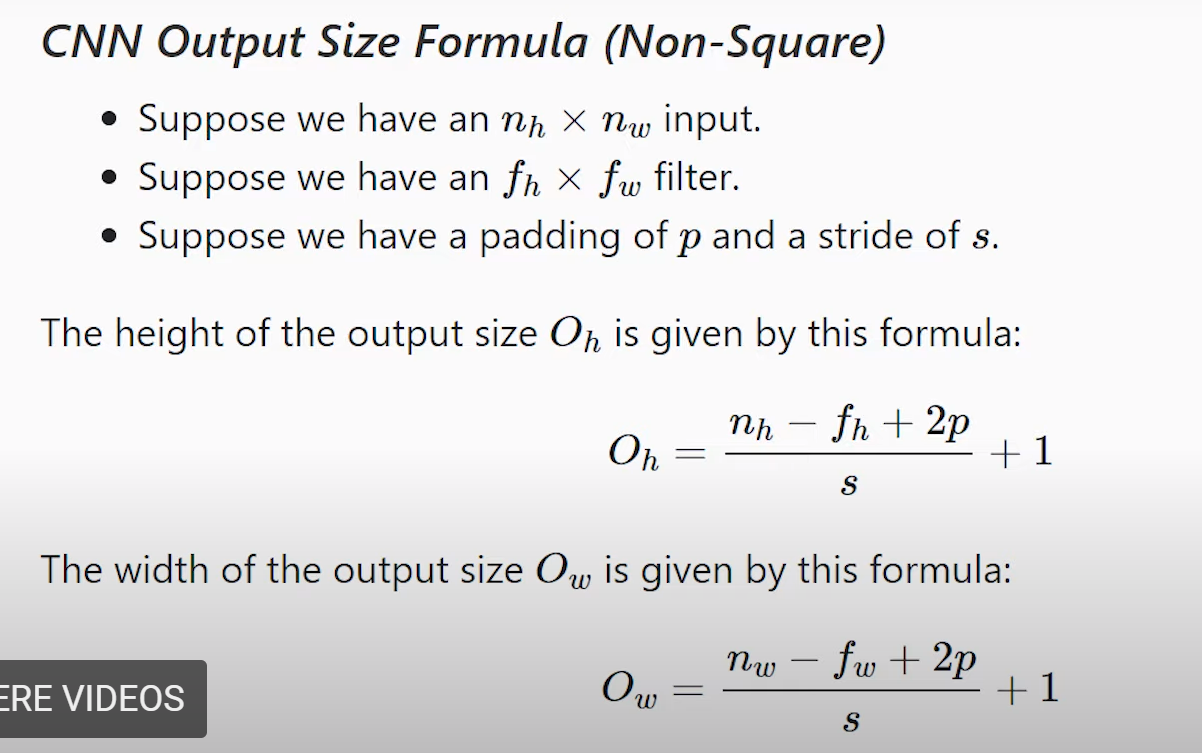 CNN Output Size Formula (Non-Square)
• Suppose we have an n_h × n_w input.
• Suppose we have an f_h × f_w filter.
• Suppose we have a padding of p and a stride of s.
The height of the output size O_h is given by this formula:
O_h = \frac{n_h - f_h + 2p}{s} + 1
The width of the output size O_w is given by this formula:
O_w = \frac{n_w - f_w + 2p}{s} + 1
ERE VIDEOS